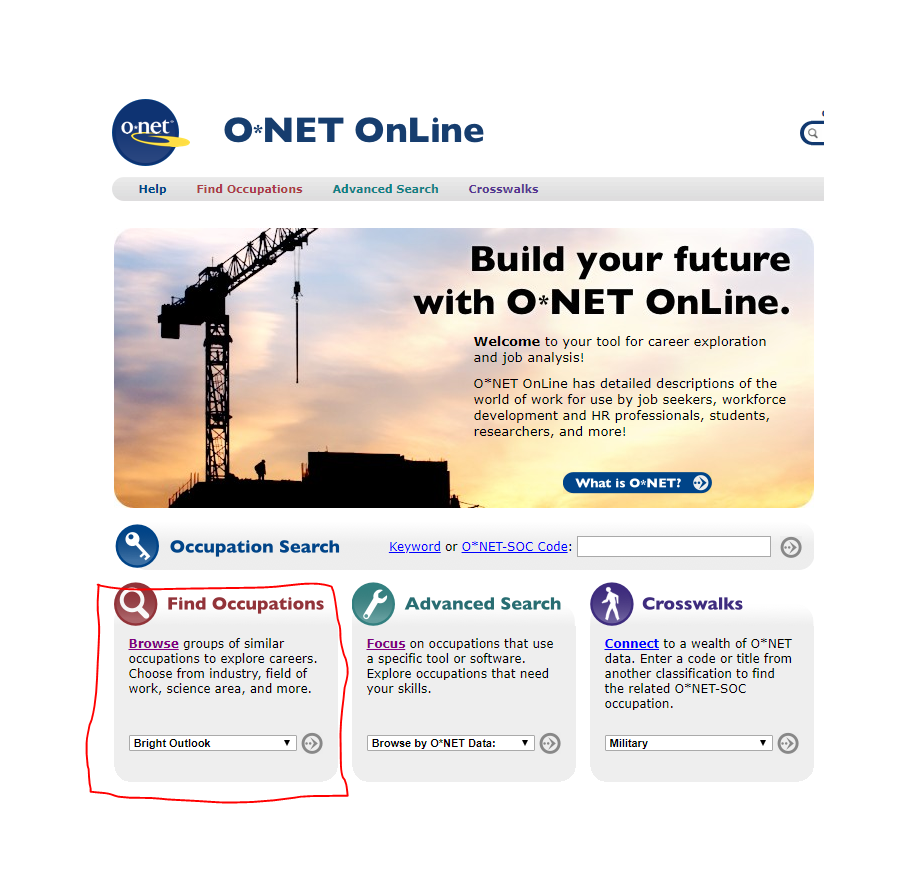 o·net
O*NET OnLine
Help Find Occupations Advanced Search Crosswalks
Build your future
with O*NET OnLine.
Welcome to your tool for career exploration
and job analysis!
O*NET OnLine has detailed descriptions of the
world of work for use by job seekers, workforce
development and HR professionals, students,
researchers, and more!
What is O*NET?
Occupation Search Keyword or O*NET-SOC Code:
Find Occupations
Browse groups of similar
occupations to explore careers.
Choose from industry, field of
work, science area, and more.
Bright Outlook
Advanced Search
Focus on occupations that use
a specific tool or software.
Explore occupations that need
your skills.
Browse by O*NET Data:
Crosswalks
Connect to a wealth of O*NET
data. Enter a code or title from
another classification to find
the related O*NET-SOC
occupation.
Military